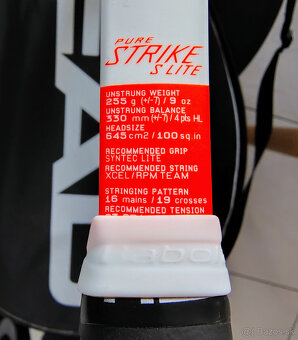 PURE
STRIKE
S LITE
UNSTRUNG WEIGHT
255 g (+/-7) / 9 oz
UNSTRUNG BALANCE
330 mm (+/-7) / 4 pts HL
HEADSIZE
645 cm2 / 100 sq.in
RECOMMENDED GRIP
SYNTEC LITE
RECOMMENDED STRING
XCEL/RPM TEAM
STRINGING PATTERN
16 mains / 19 crosses
RECOMMENDED TENSION